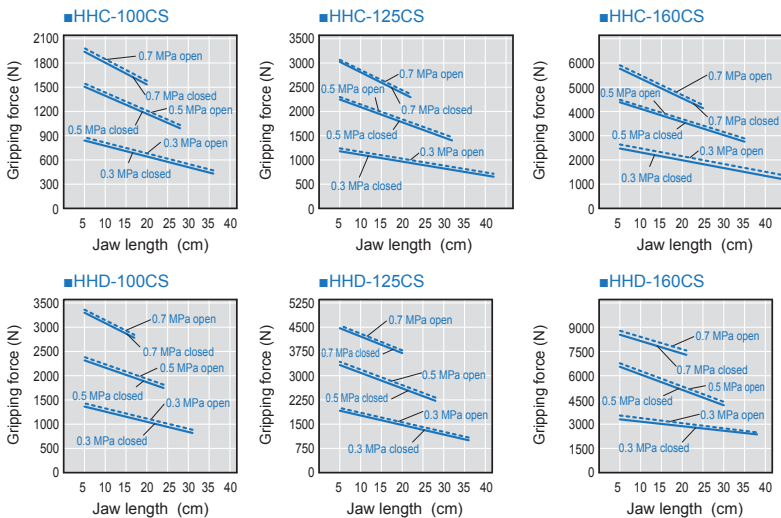 ■HHC-100CS
Gripping force (N)
2100
1800
1500
1200
900
600
300
0
0.7 MPa open
0.7 MPa closed
0.5 MPa open
0.5 MPa closed
0.3 MPa open
0.3 MPa closed
5 10 15 20 25 30 35 40
Jaw length (cm)
■HHC-125CS
Gripping force (N)
3500
3000
2500
2000
1500
1000
500
0
0.7 MPa open
0.5 MPa open
0.7 MPa closed
0.5 MPa closed
0.3 MPa open
0.3 MPa closed
5 10 15 20 25 30 35 40
Jaw length (cm)
■HHC-160CS
Gripping force (N)
6000
5000
4000
3000
2000
1000
0
0.7 MPa open
0.5 MPa open
0.7 MPa closed
0.5 MPa closed
0.3 MPa open
0.3 MPa closed
5 10 15 20 25 30 35 40
Jaw length (cm)
■HHD-100CS
Gripping force (N)
3500
3000
2500
2000
1500
1000
500
0
0.7 MPa open
0.7 MPa closed
0.5 MPa open
0.5 MPa closed
0.3 MPa open
0.3 MPa closed
5 10 15 20 25 30 35 40
Jaw length (cm)
■HHD-125CS
Gripping force (N)
5250
4500
3750
3000
2250
1500
750
0
0.7 MPa open
0.7 MPa closed
0.5 MPa open
0.5 MPa closed
0.3 MPa open
0.3 MPa closed
5 10 15 20 25 30 35 40
Jaw length (cm)
■HHD-160CS
Gripping force (N)
9000
7500
6000
4500
3000
1500
0
0.7 MPa open
0.7 MPa closed
0.5 MPa open
0.5 MPa closed
0.3 MPa open
0.3 MPa closed
5 10 15 20 25 30 35 40
Jaw length (cm)